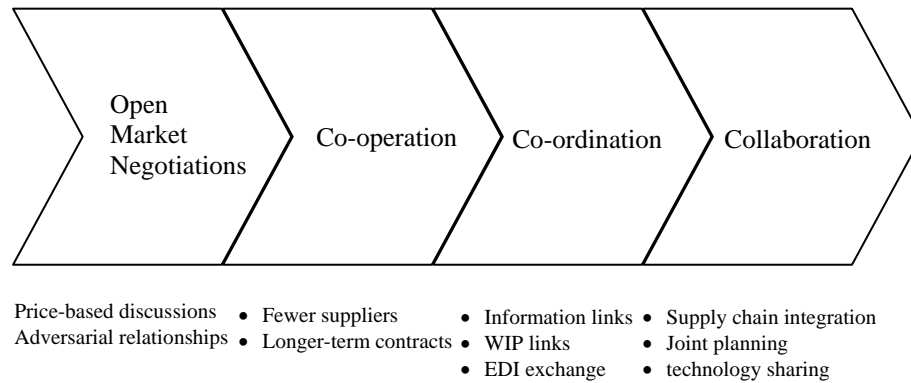 Open
Market
Negotiations
Co-operation
Co-ordination
Collaboration
Price-based discussions
Adversarial relationships
• Fewer suppliers
• Longer-term contracts
• Information links
• WIP links
• EDI exchange
• Supply chain integration
• Joint planning
• technology sharing